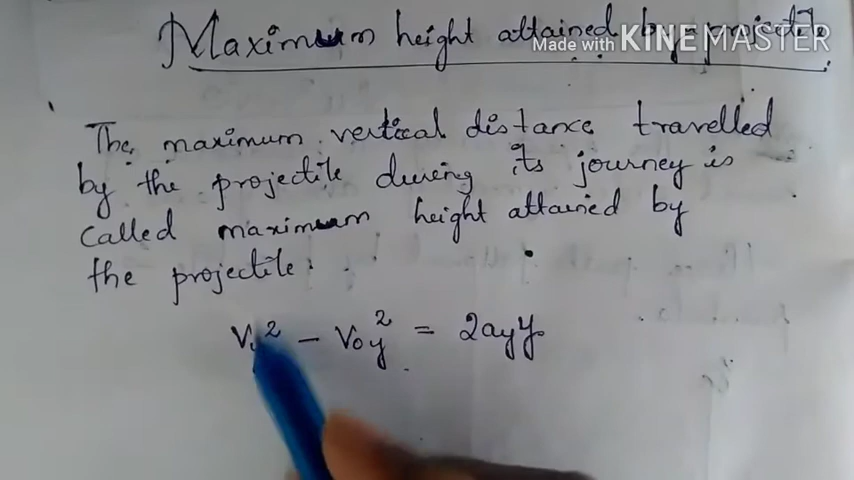 Maximum height attained by projectile
Made with KINEMASTER
The maximum vertical distance travelled
by the projectile during its journey is
called maximum height attained by
the projectile.
Vy² - Voy² = 2ayy